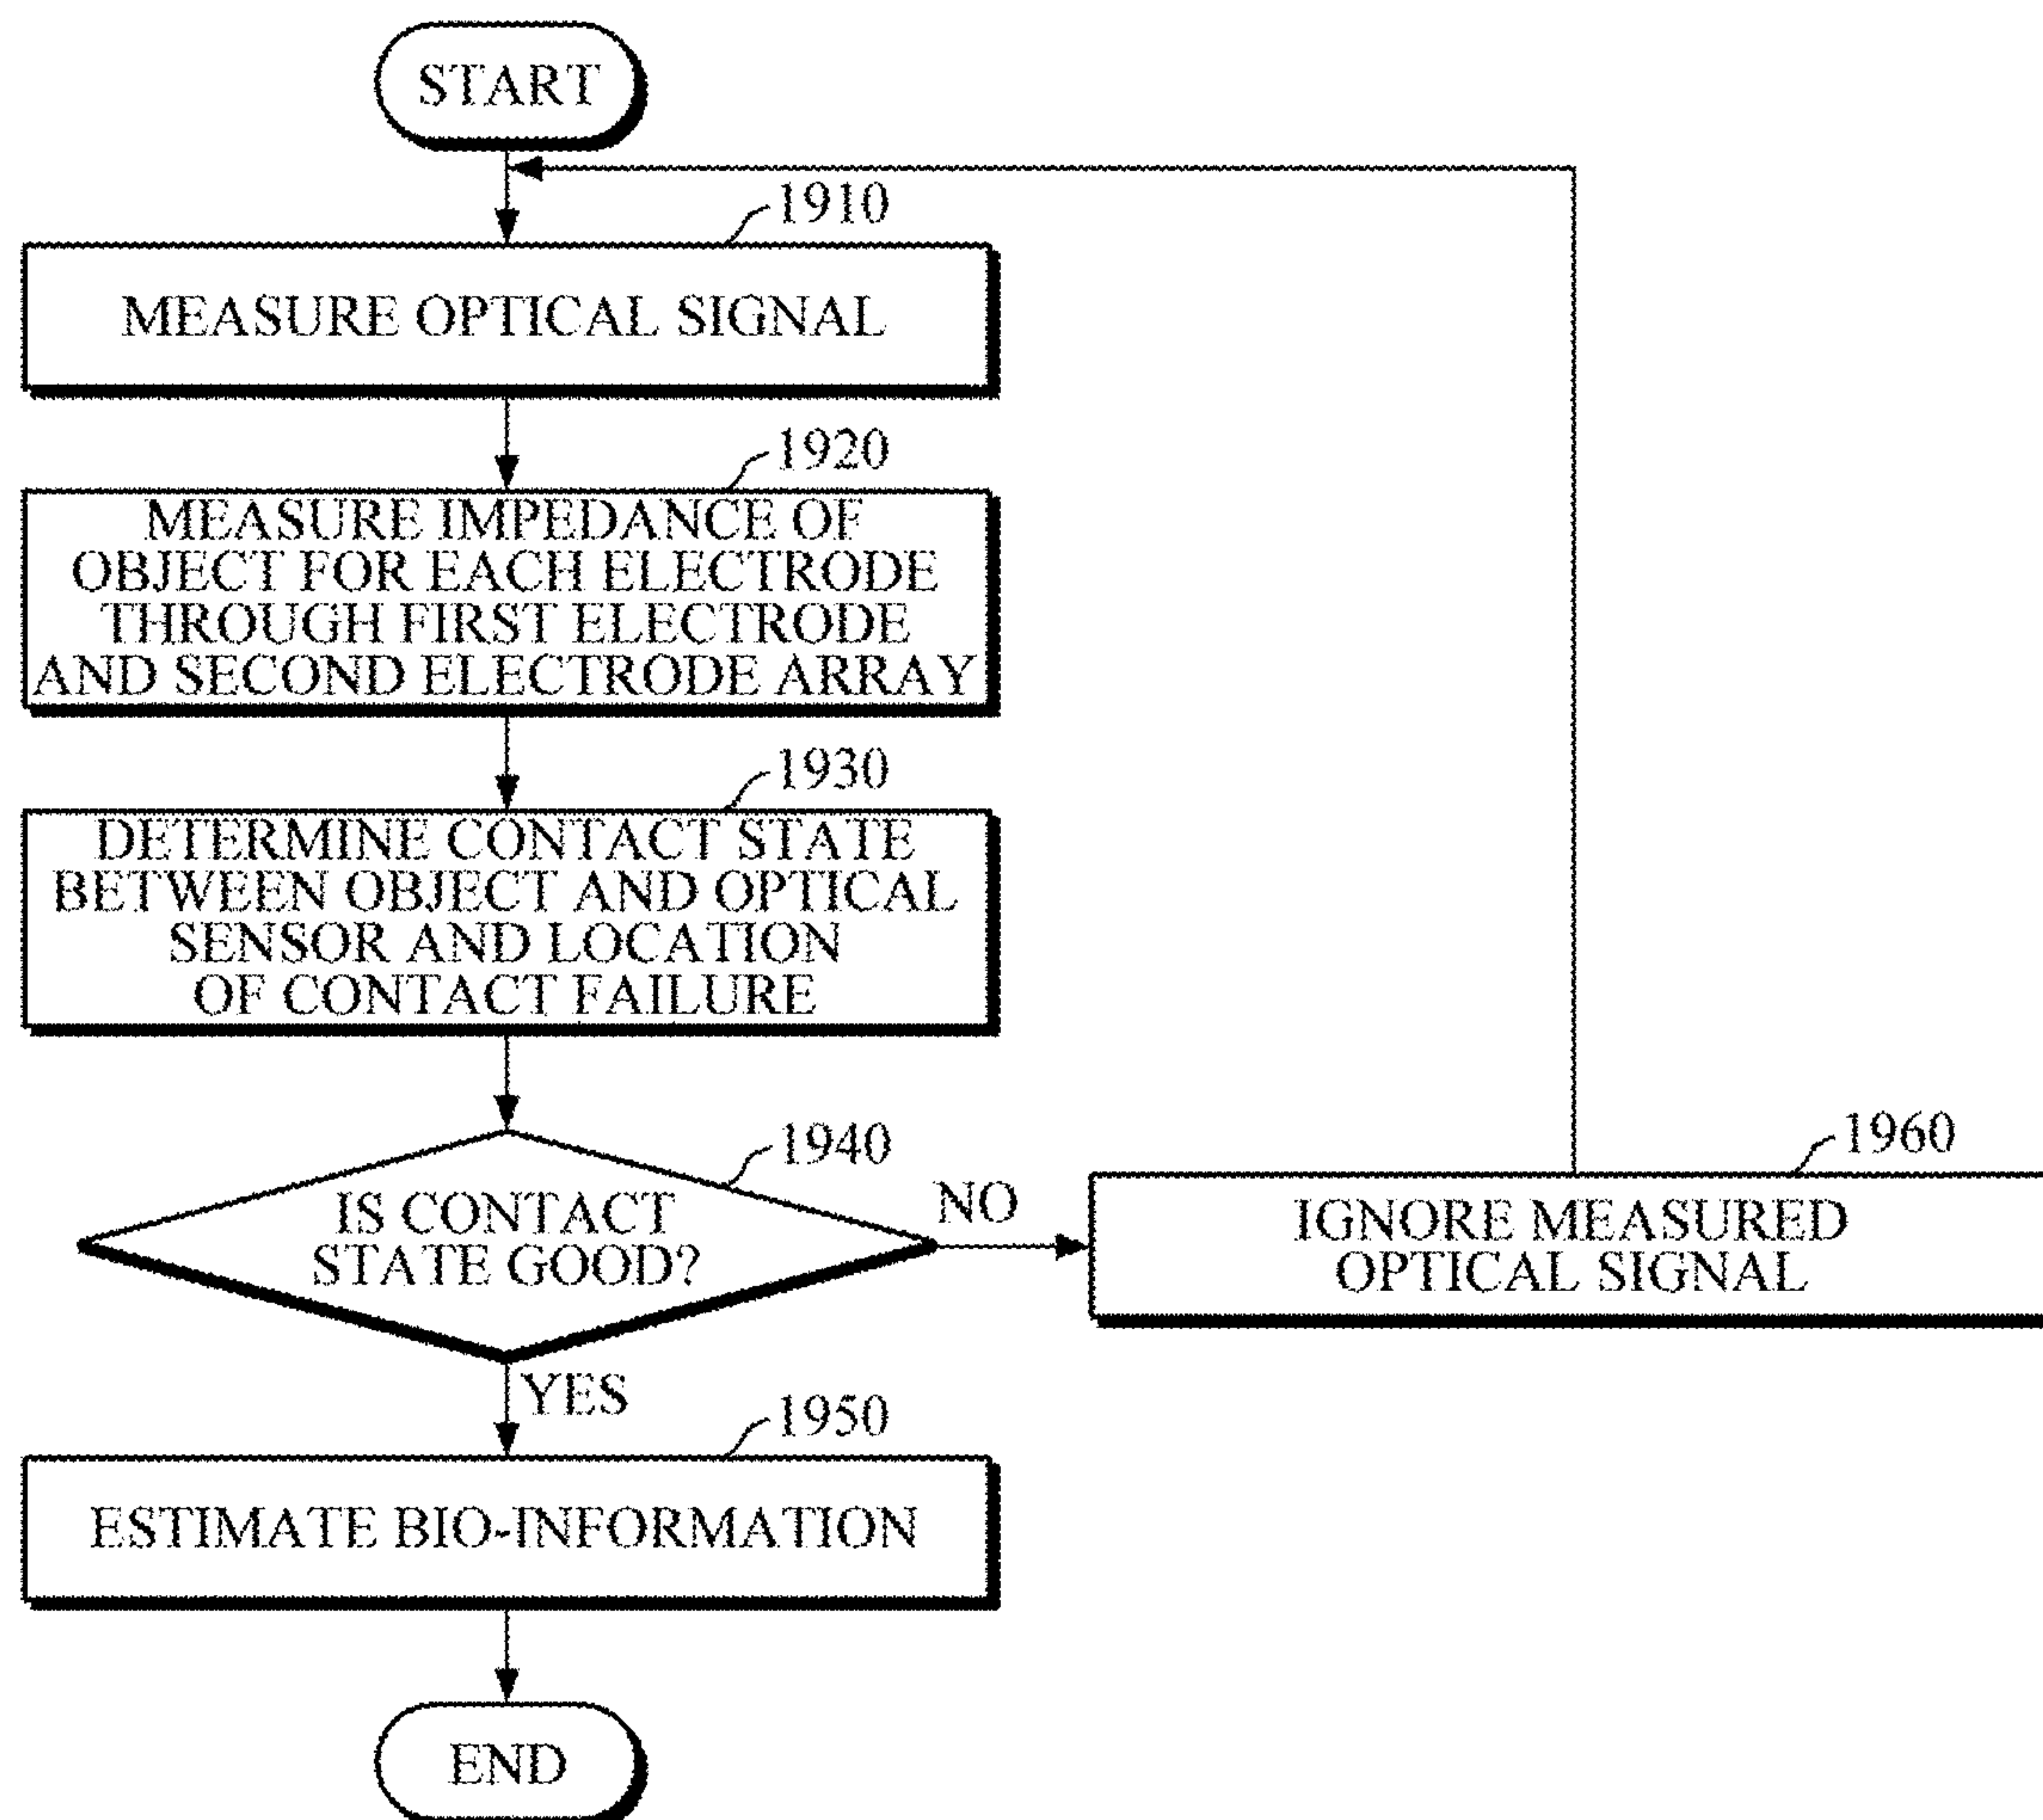 START
1910
MEASURE OPTICAL SIGNAL
1920
MEASURE IMPEDANCE OF
OBJECT FOR EACH ELECTRODE
THROUGH FIRST ELECTRODE
AND SECOND ELECTRODE ARRAY
1930
DETERMINE CONTACT STATE
BETWEEN OBJECT AND OPTICAL
SENSOR AND LOCATION
OF CONTACT FAILURE
1940
IS CONTACT
STATE GOOD?
NO
1960
IGNORE MEASURED
OPTICAL SIGNAL
YES
1950
ESTIMATE BIO-INFORMATION
END